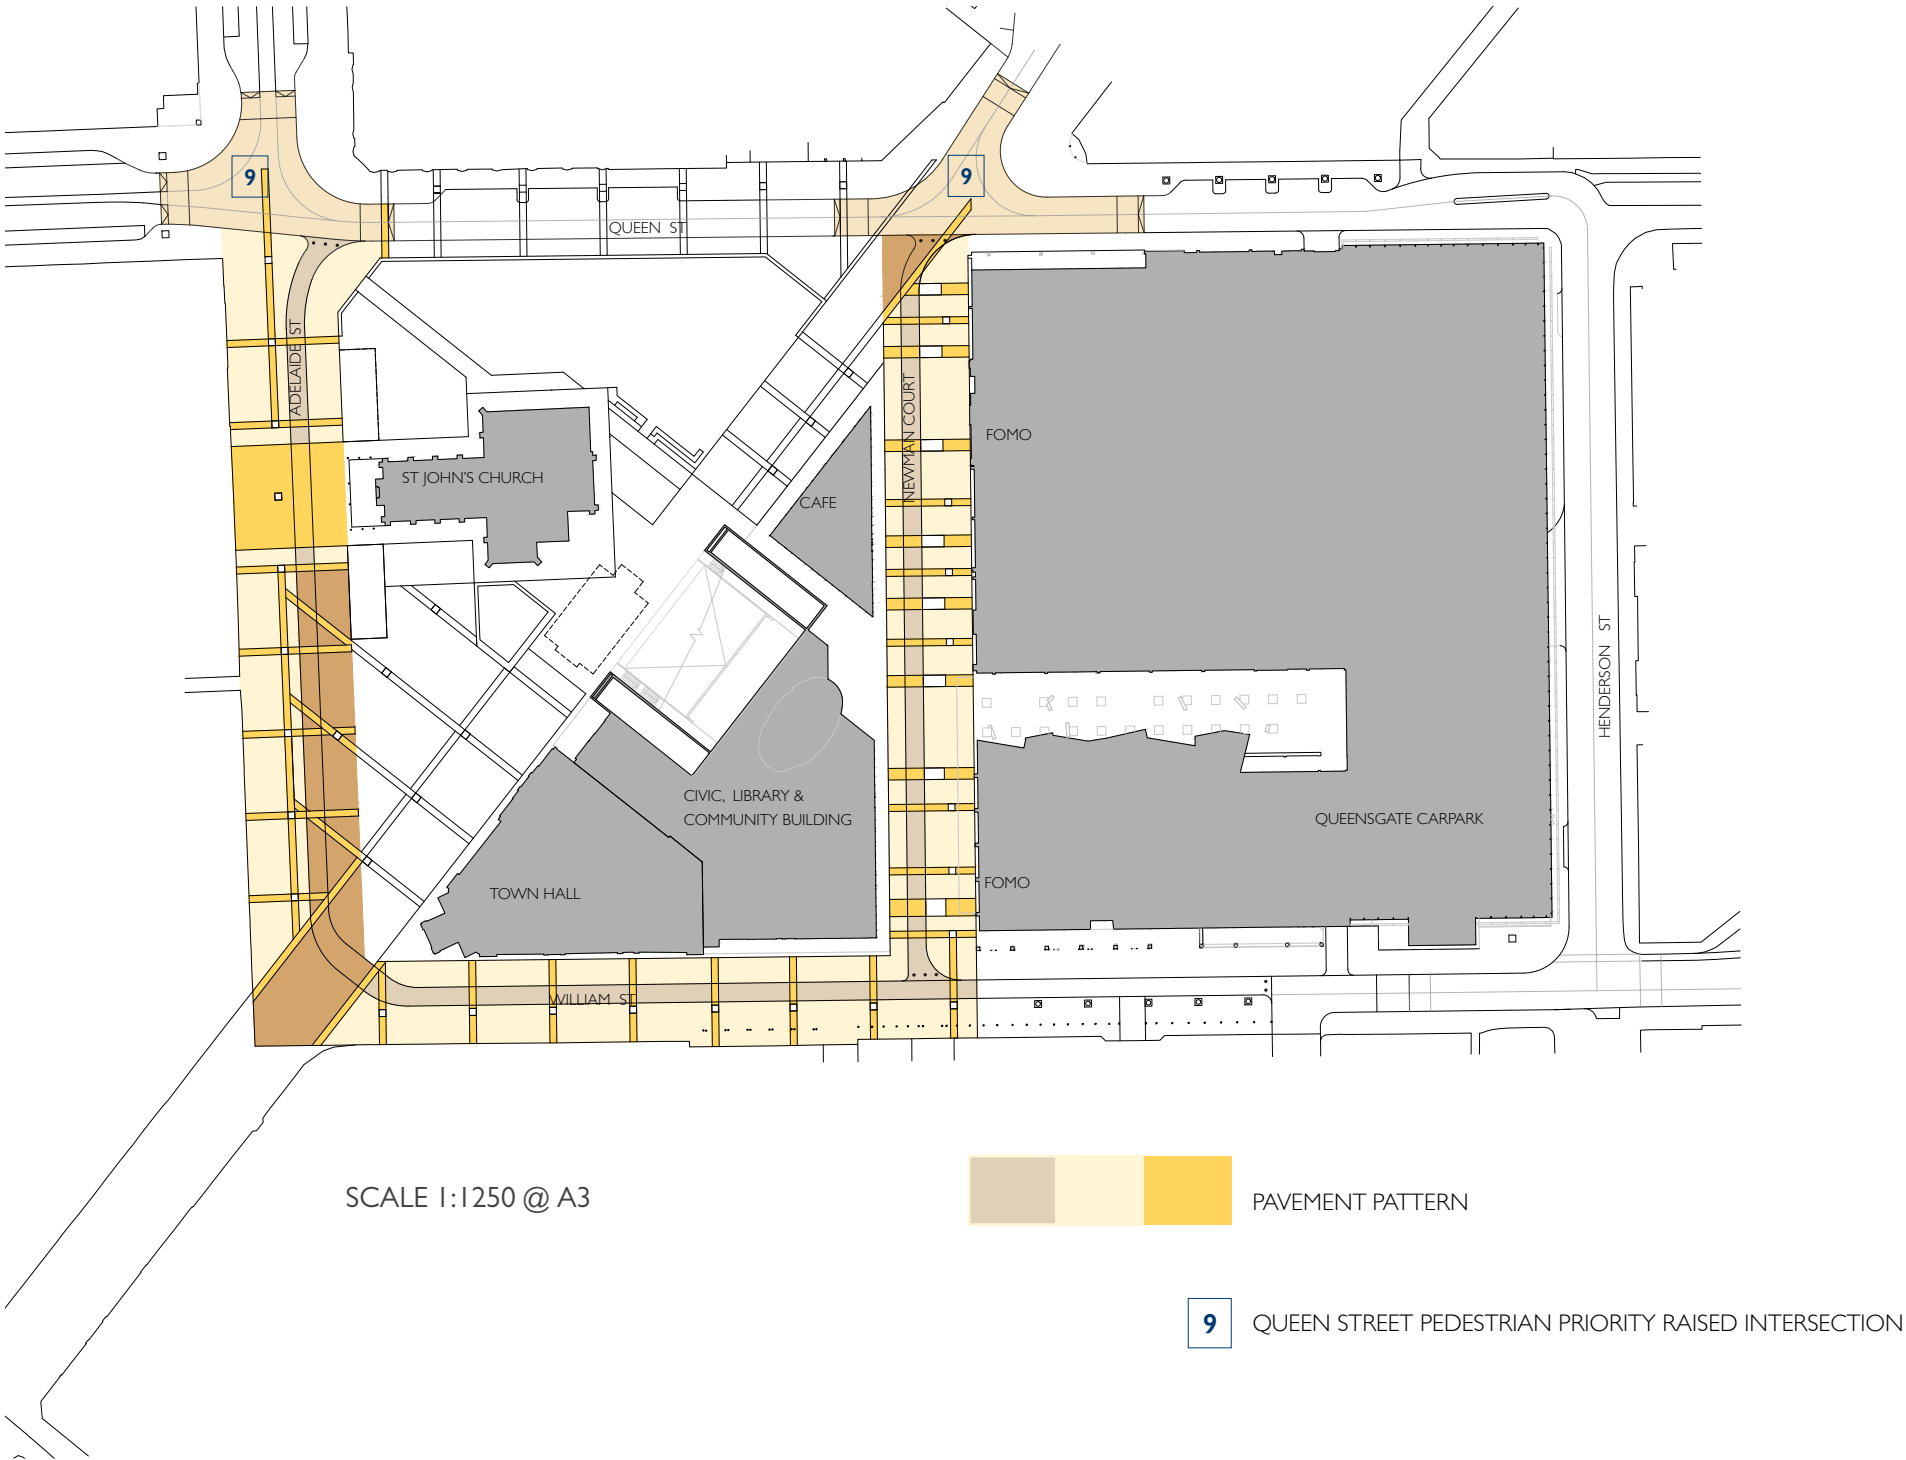 9
9
QUEEN ST
ADELAIDE ST
NEWMAN COURT
FOMO
ST JOHN'S CHURCH
CAFE
HENDERSON ST
CIVIC, LIBRARY &
COMMUNITY BUILDING
QUEENSGATE CARPARK
TOWN HALL
FOMO
WILLIAM ST
SCALE 1:1250 @ A3
PAVEMENT PATTERN
9
QUEEN STREET PEDESTRIAN PRIORITY RAISED INTERSECTION